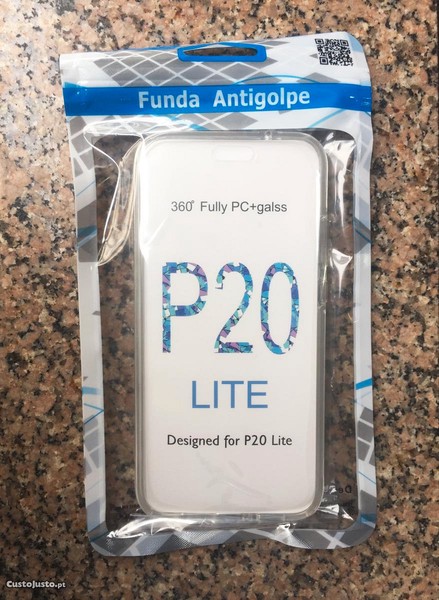 Funda Antigolpe
360° Fully PC+galss
P20
LITE
Designed for P20 Lite
CustoJusto.pt